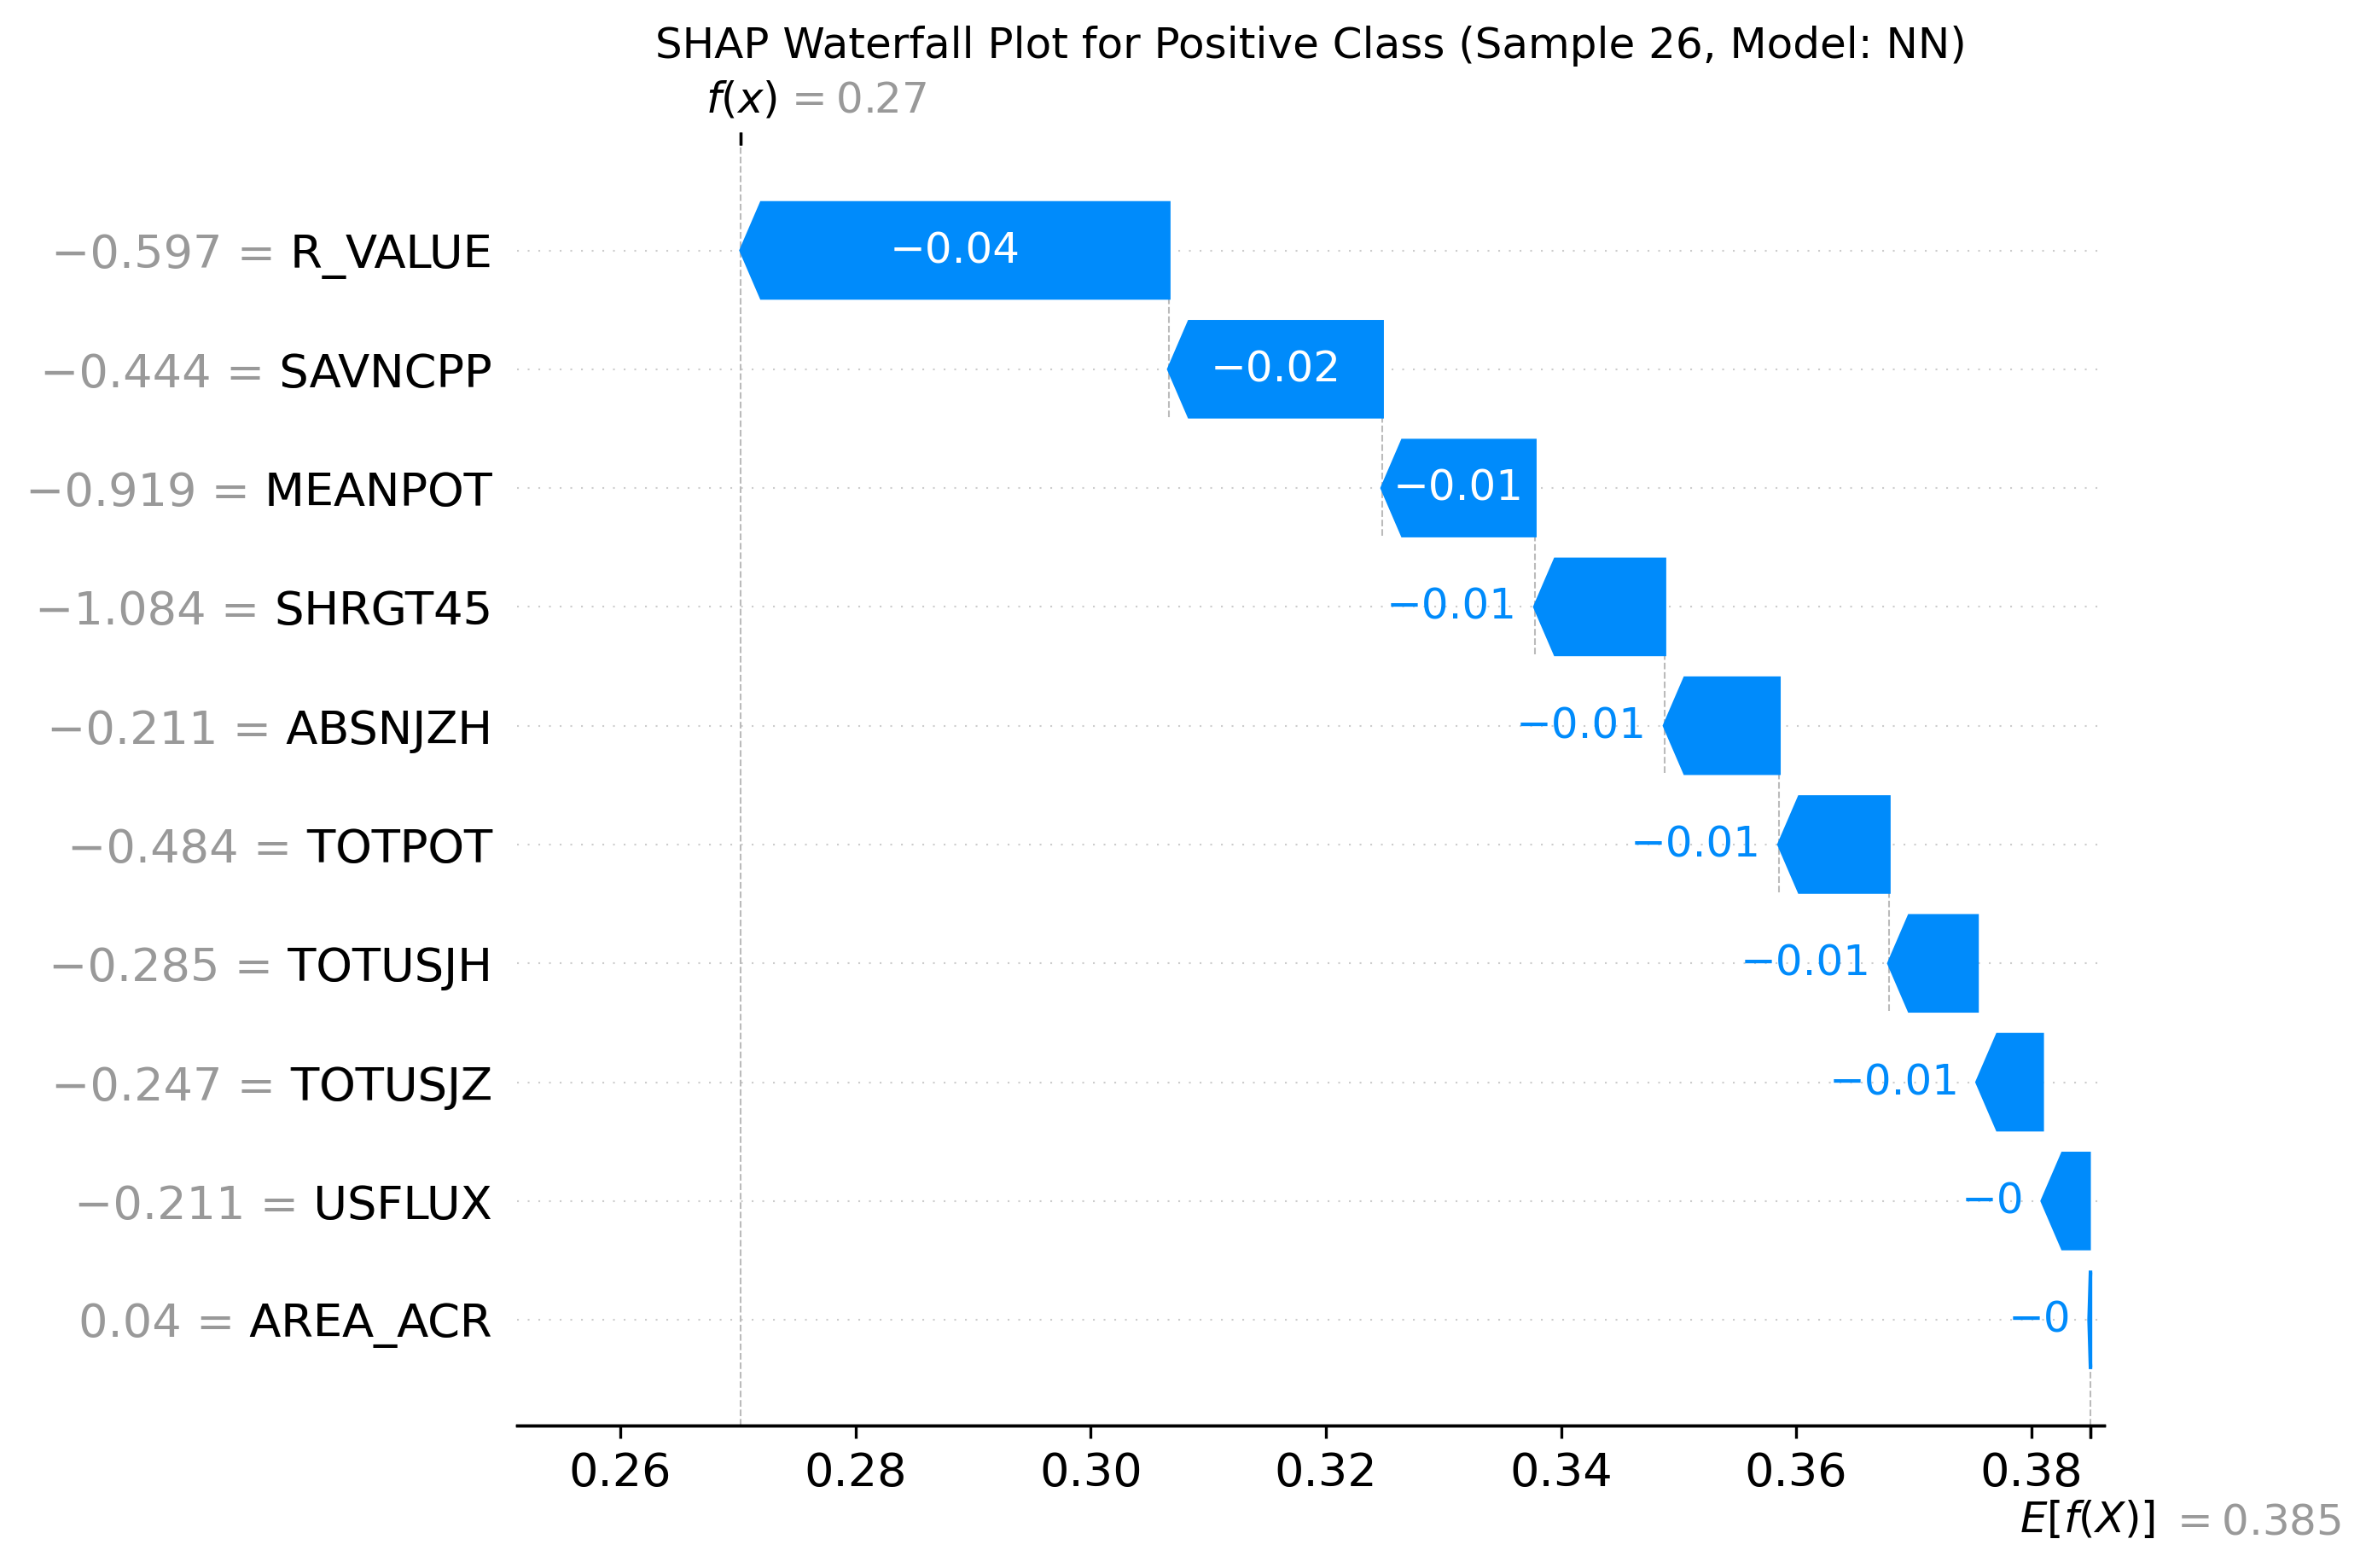 SHAP Waterfall Plot for Positive Class (Sample 26, Model: NN)
f(x) = 0.27
−0.597 = R_VALUE
−0.04
−0.444 = SAVNCPP
−0.02
−0.919 = MEANPOT
−0.01
−1.084 = SHRGT45
−0.01
−0.211 = ABSNJZH
−0.01
−0.484 = TOTPOT
−0.01
−0.285 = TOTUSJH
−0.01
−0.247 = TOTUSJZ
−0.01
−0.211 = USFLUX
−0
0.04 = AREA_ACR
−0
0.26 0.28 0.30 0.32 0.34 0.36 0.38
E[f(X)] = 0.385